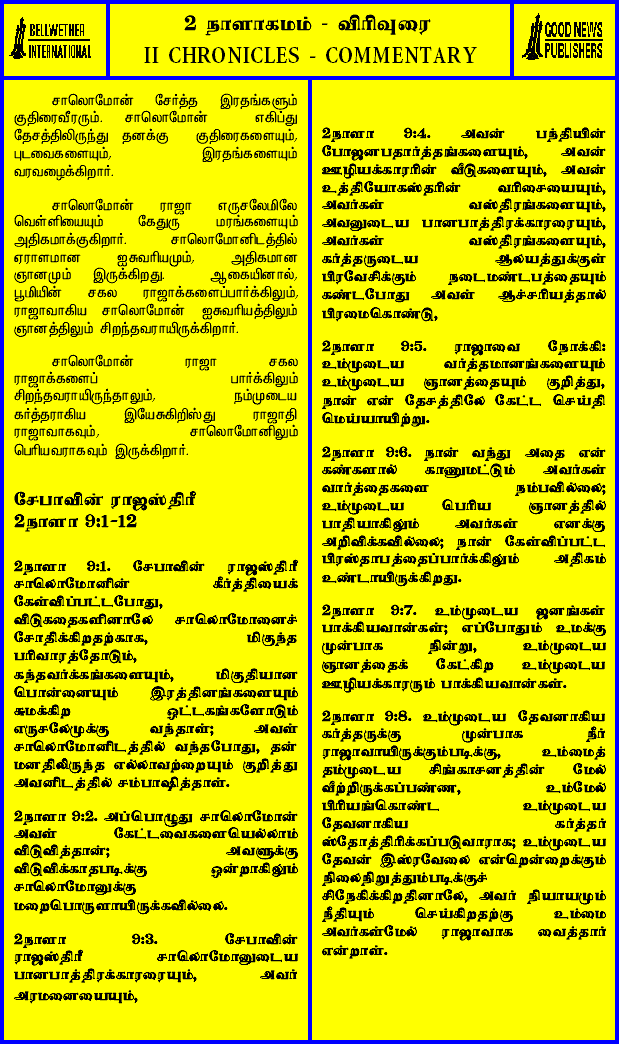 BELLWETHER
INTERNATIONAL
2 நாளாகமம் - விரிவுரை
II CHRONICLES - COMMENTARY
GOOD NEWS
PUBLISHERS
சாலொமோன் சேர்த்த இரதங்களும்
குதிரைவீரரும். சாலொமோன் எகிப்து
தேசத்திலிருந்து தனக்கு குதிரைகளையும்,
புடவைகளையும், இரதங்களையும்
வரவழைக்கிறார்.
சாலொமோன் ராஜா எருசலேமிலே
வெள்ளியையும் கேதுரு மரங்களையும்
அதிகமாக்குகிறார். சாலொமோனிடத்தில்
ஏராளமான ஐசுவரியமும், அதிகமான
ஞானமும் இருக்கிறது. ஆகையினால்,
பூமியின் சகல ராஜாக்களைப்பார்க்கிலும்,
ராஜாவாகிய சாலொமோன் ஐசுவரியத்திலும்
ஞானத்திலும் சிறந்தவராயிருக்கிறார்.
சாலொமோன் ராஜா சகல
ராஜாக்களைப் பார்க்கிலும்
சிறந்தவராயிருந்தாலும், நம்முடைய
கர்த்தராகிய இயேசுகிறிஸ்து ராஜாதி
ராஜாவாகவும், சாலொமோனிலும்
பெரியவராகவும் இருக்கிறார்.
சேபாவின் ராஜஸ்திரீ
2நாளா 9:1-12
2நாளா 9:1. சேபாவின் ராஜஸ்திரீ
சாலொமோனின் கீர்த்தியைக்
கேள்விப்பட்டபோது,
விடுகதைகளினாலே சாலொமோனைச்
சோதிக்கிறதற்காக, மிகுந்த
பரிவாரத்தோடும்,
கந்தவர்க்கங்களையும், மிகுதியான
பொன்னையும் இரத்தினங்களையும்
சுமக்கிற ஒட்டகங்களோடும்
எருசலேமுக்கு வந்தாள்; அவள்
சாலொமோனிடத்தில் வந்தபோது, தன்
மனதிலிருந்த எல்லாவற்றையும் குறித்து
அவனிடத்தில் சம்பாஷித்தாள்.
2நாளா 9:2. அப்பொழுது சாலொமோன்
அவள் கேட்டவைகளையெல்லாம்
விடுவித்தான்; அவளுக்கு
விடுவிக்காதபடிக்கு ஒன்றாகிலும்
சாலொமோனுக்கு
மறைபொருளாயிருக்கவில்லை.
2நாளா 9:3. சேபாவின்
ராஜஸ்திரீ சாலொமோனுடைய
பானபாத்திரக்காரரையும், அவர்
அரமனையையும்,
2நாளா 9:4. அவன் பந்தியின்
போஜனபதார்த்தங்களையும், அவன்
ஊழியக்காரரின் வீடுகளையும், அவன்
உத்தியோகஸ்தரின் வரிசையையும்,
அவர்கள் வஸ்திரங்களையும்,
அவனுடைய பானபாத்திரக்காரரையும்,
அவர்கள் வஸ்திரங்களையும்,
கர்த்தருடைய ஆலயத்துக்குள்
பிரவேசிக்கும் நடைமண்டபத்தையும்
கண்டபோது அவள் ஆச்சரியத்தால்
பிரமைகொண்டு,
2நாளா 9:5. ராஜாவை நோக்கி:
உம்முடைய வர்த்தமானங்களையும்
உம்முடைய ஞானத்தையும் குறித்து,
நான் என் தேசத்திலே கேட்ட செய்தி
மெய்யாயிற்று.
2நாளா 9:6. நான் வந்து அதை என்
கண்களால் காணுமட்டும் அவர்கள்
வார்த்தைகளை நம்பவில்லை;
உம்முடைய பெரிய ஞானத்தில்
பாதியாகிலும் அவர்கள் எனக்கு
அறிவிக்கவில்லை; நான் கேள்விப்பட்ட
பிரஸ்தாபத்தைப்பார்க்கிலும் அதிகம்
உண்டாயிருக்கிறது.
2நாளா 9:7. உம்முடைய ஜனங்கள்
பாக்கியவான்கள்; எப்போதும் உமக்கு
முன்பாக நின்று, உம்முடைய
ஞானத்தைக் கேட்கிற உம்முடைய
ஊழியக்காரரும் பாக்கியவான்கள்.
2நாளா 9:8. உம்முடைய தேவனாகிய
கர்த்தருக்கு முன்பாக நீர்
ராஜாவாயிருக்கும்படிக்கு, உம்மைத்
தம்முடைய சிங்காசனத்தின் மேல்
வீற்றிருக்கப்பண்ண, உம்மேல்
பிரியங்கொண்ட உம்முடைய
தேவனாகிய கர்த்தர்
ஸ்தோத்திரிக்கப்படுவாராக; உம்முடைய
தேவன் இஸ்ரவேலை என்றென்றைக்கும்
நிலைநிறுத்தும்படிக்குச்
சிநேகிக்கிறதினாலே, அவர் நியாயமும்
நீதியும் செய்கிறதற்கு உம்மை
அவர்கள்மேல் ராஜாவாக வைத்தார்
என்றாள்.